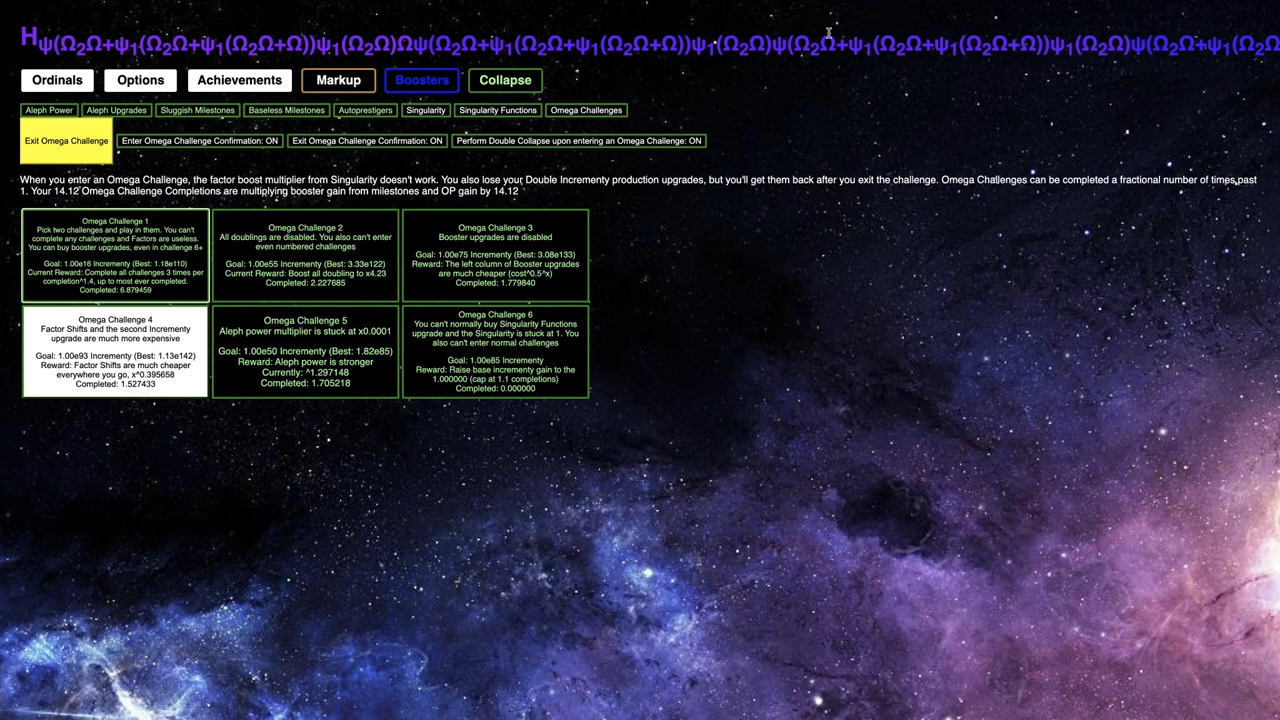 Hψ(Ω₂Ω+ψ₁(Ω₂Ω+ψ₁(Ω₂Ω+Ω))ψ₁(Ω₂Ω)Ωψ(Ω₂Ω+ψ₁(Ω₂Ω+ψ₁(Ω₂Ω+Ω))ψ₁(Ω₂Ω)ψ(Ω₂Ω+ψ₁(Ω₂Ω+ψ₁(Ω₂Ω+Ω))ψ₁(Ω₂Ω)ψ(Ω₂Ω+ψ₁(Ω₂Ω
Ordinals Options Achievements Markup Boosters Collapse
Aleph Power Aleph Upgrades Sluggish Milestones Baseless Milestones Autoprestigers Singularity Singularity Functions Omega Challenges
Exit Omega Challenge Enter Omega Challenge Confirmation: ON Exit Omega Challenge Confirmation: ON Perform Double Collapse upon entering an Omega Challenge: ON
When you enter an Omega Challenge, the factor boost multiplier from Singularity doesn't work. You also lose your Double Incrementy production upgrades, but you'll get them back after you exit the challenge. Omega Challenges can be completed a fractional number of times past
1. Your 14.12 Omega Challenge Completions are multiplying booster gain from milestones and OP gain by 14.12
Omega Challenge 1
Pick two challenges and play in them. You can't
complete any challenges and Factors are useless.
You can buy booster upgrades, even in challenge 6+
Goal: 1.00e16 Incrementy (Best: 1.18e110)
Current Reward: Complete all challenges 3 times per
completion^1.4, up to most ever completed.
Completed: 6.879459
Omega Challenge 2
All doublings are disabled. You also can't enter
even numbered challenges
Goal: 1.00e55 Incrementy (Best: 3.33e122)
Current Reward: Boost all doubling to x4.23
Completed: 2.227685
Omega Challenge 3
Booster upgrades are disabled
Goal: 1.00e75 Incrementy (Best: 3.08e133)
Reward: The left column of Booster upgrades
are much cheaper (cost^0.5^x)
Completed: 1.779840
Omega Challenge 4
Factor Shifts and the second Incrementy
upgrade are much more expensive
Goal: 1.00e93 Incrementy (Best: 1.13e142)
Reward: Factor Shifts are much cheaper
everywhere you go, x^0.395658
Completed: 1.527433
Omega Challenge 5
Aleph power multiplier is stuck at x0.0001
Goal: 1.00e50 Incrementy (Best: 1.82e85)
Reward: Aleph power is stronger
Currently: ^1.297148
Completed: 1.705218
Omega Challenge 6
You can't normally buy Singularity Functions
upgrade and the Singularity is stuck at 1. You
also can't enter normal challenges
Goal: 1.00e85 Incrementy
Reward: Raise base incrementy gain to the
1.000000 (cap at 1.1 completions)
Completed: 0.000000